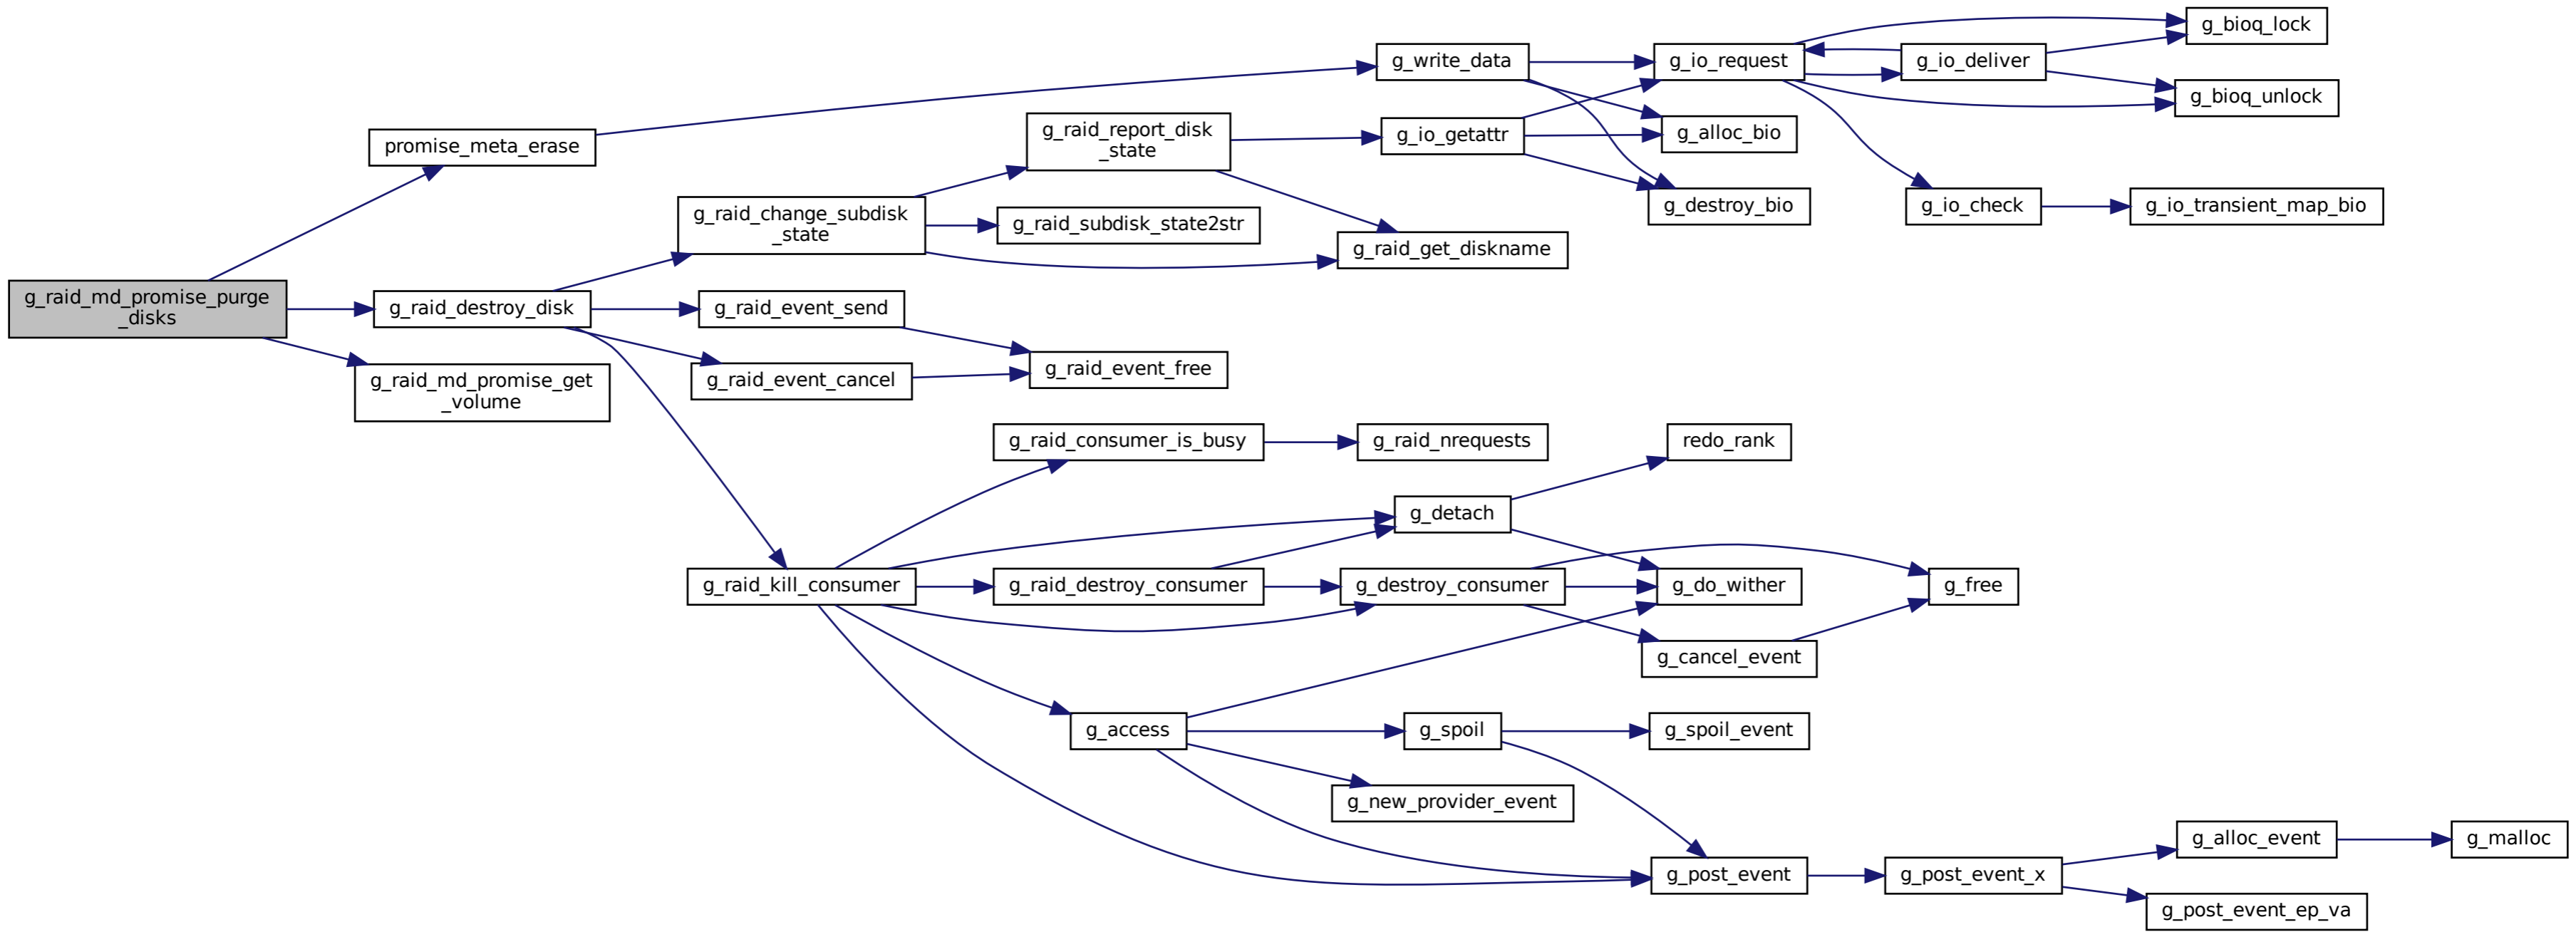 g_bioq_lock
g_write_data
g_io_request
g_io_deliver
g_bioq_unlock
g_raid_report_disk
_state
g_io_getattr
g_alloc_bio
promise_meta_erase
g_raid_change_subdisk
_state
g_raid_subdisk_state2str
g_destroy_bio
g_io_check
g_io_transient_map_bio
g_raid_get_diskname
g_raid_md_promise_purge
_disks
g_raid_destroy_disk
g_raid_event_send
g_raid_md_promise_get
_volume
g_raid_event_cancel
g_raid_event_free
g_raid_consumer_is_busy
g_raid_nrequests
redo_rank
g_detach
g_raid_kill_consumer
g_raid_destroy_consumer
g_destroy_consumer
g_do_wither
g_free
g_cancel_event
g_access
g_spoil
g_spoil_event
g_new_provider_event
g_alloc_event
g_malloc
g_post_event
g_post_event_x
g_post_event_ep_va